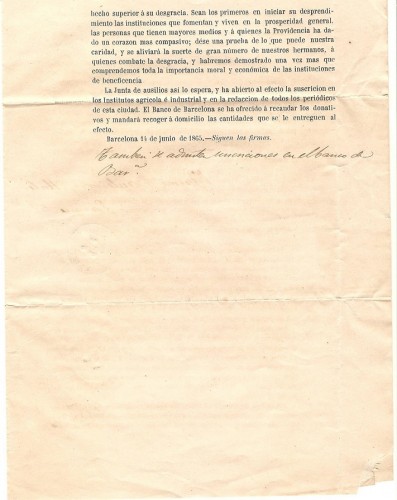 hecho superior à su desgracia. Sean los primeros en iniciar su desprendi-
miento las instituciones que fomentan y viven en la prosperidad general.
las personas que tienen mayores medios y á quienes la Providencia ha da-
do un corazon mas compasivo; dése una prueba de lo que puede nuestra
caridad, y se aliviará la suerte de gran número de nuestros hermanos, á
quienes combate la desgracia, y habremos demostrado una vez mas que
comprendemos toda la importancia moral y económica de las instituciones
de beneficencia.
La Junta de ausilios así lo espera, y ha abierto al efecto la suscricion en
los Institutos agrícola é industrial y en la redaccion de todos los periódicos
de esta ciudad. El Banco de Barcelona se ha ofrecido à recaudar los donati-
vos y mandará recoger á domicilio las cantidades que se le entreguen al
efecto.
Barcelona 14 de junio de 1865.—Siguen las firmas.
Tambien se admiten en el banco de
Barna.